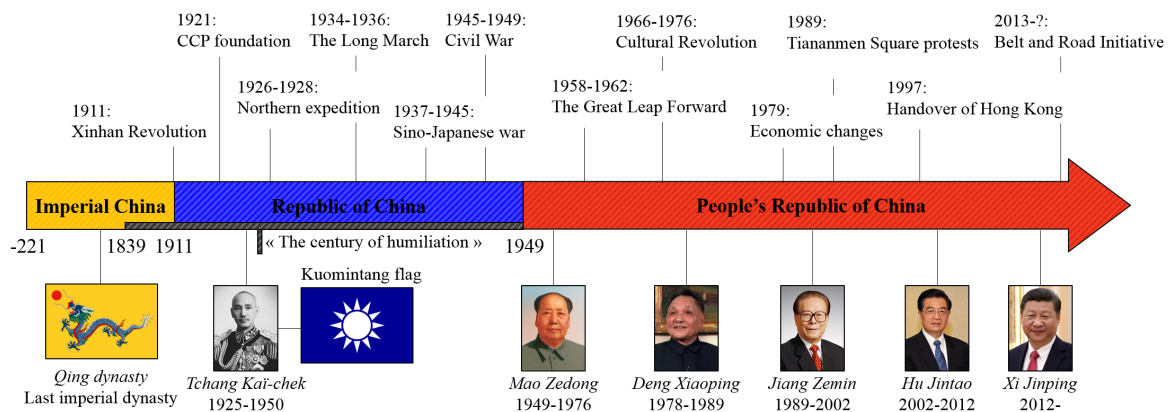 1921:
CCP foundation
1934-1936:
The Long March
1945-1949:
Civil War
1966-1976:
Cultural Revolution
1989:
Tiananmen Square protests
2013-?:
Belt and Road Initiative
1911:
Xinhan Revolution
1926-1928:
Northern expedition
1937-1945:
Sino-Japanese war
1958-1962:
The Great Leap Forward
1979:
Economic changes
1997:
Handover of Hong Kong
Imperial China
Republic of China
People's Republic of China
-221
1839
1911
« The century of humiliation »
1949
Kuomintang flag
Qing dynasty
Last imperial dynasty
Tchang Kaï-chek
1925-1950
Mao Zedong
1949-1976
Deng Xiaoping
1978-1989
Jiang Zemin
1989-2002
Hu Jintao
2002-2012
Xi Jinping
2012-